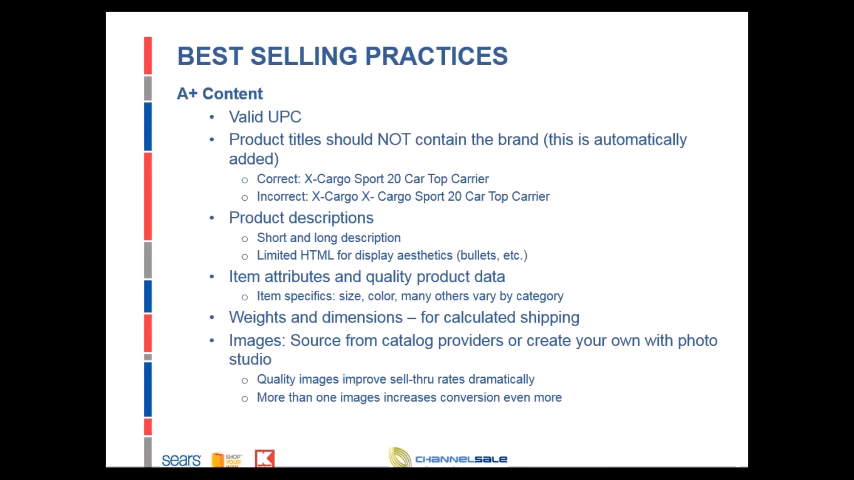 BEST SELLING PRACTICES
A+ Content
• Valid UPC
• Product titles should NOT contain the brand (this is automatically
added)
o Correct: X-Cargo Sport 20 Car Top Carrier
o Incorrect: X-Cargo X- Cargo Sport 20 Car Top Carrier
• Product descriptions
o Short and long description
o Limited HTML for display aesthetics (bullets, etc.)
• Item attributes and quality product data
o Item specifics: size, color, many others vary by category
• Weights and dimensions – for calculated shipping
• Images: Source from catalog providers or create your own with photo
studio
o Quality images improve sell-thru rates dramatically
o More than one images increases conversion even more
sears SHOP YOUR K CHANNELSALE